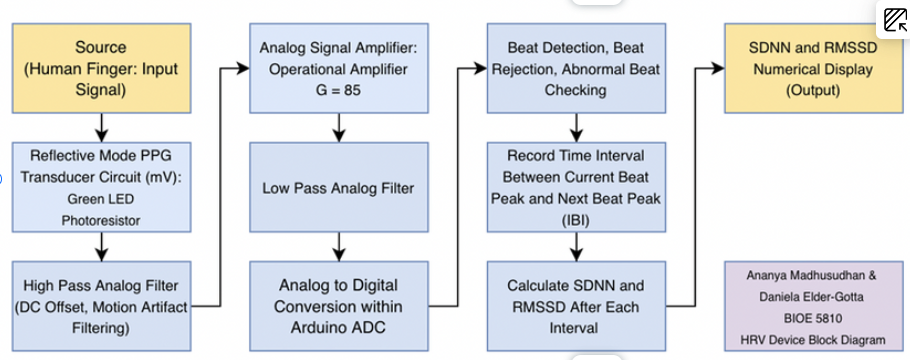 Source
(Human Finger: Input
Signal)
Reflective Mode PPG
Transducer Circuit (mV):
Green LED
Photoresistor
High Pass Analog Filter
(DC Offset, Motion Artifact
Filtering)
Analog Signal Amplifier:
Operational Amplifier
G = 85
Low Pass Analog Filter
Analog to Digital
Conversion within
Arduino ADC
Beat Detection, Beat
Rejection, Abnormal Beat
Checking
Record Time Interval
Between Current Beat
Peak and Next Beat Peak
(IBI)
Calculate SDNN and
RMSSD After Each
Interval
SDNN and RMSSD
Numerical Display
(Output)
Ananya Madhusudhan &
Daniela Elder-Gotta
BIOE 5810
HRV Device Block Diagram